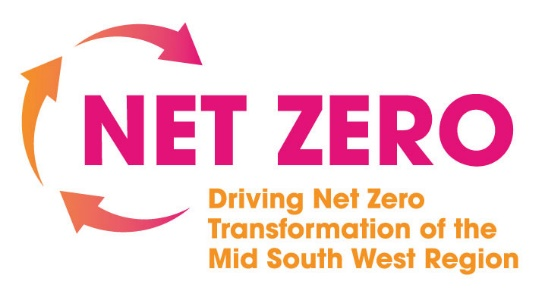 NET ZERO
Driving Net Zero
Transformation of the
Mid South West Region